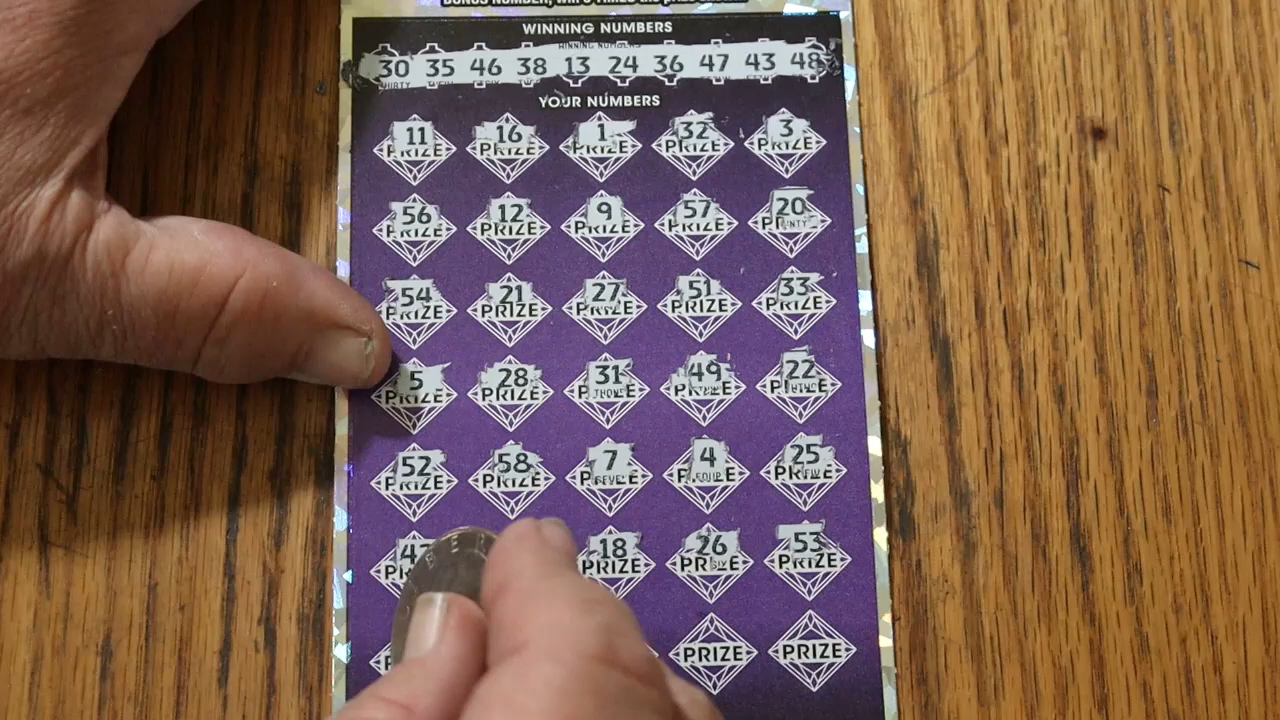 WINNING NUMBERS
WINNING NUMBERS
30 35 46 38 13 24 36 47 43 48
YOUR NUMBERS
11 16 1 32 3
PRIZE PRIZE PRIZE PRIZE PRIZE
56 12 9 57 20
PRIZE PRIZE PRIZE PRIZE
54 21 27 51 33
PRIZE PRIZE PRIZE PRIZE PRIZE
5 28 31 49 22
PRIZE PRIZE
52 58 7 4 25
PRIZE PRIZE
18 26 53
PRIZE PRIZE
PRIZE PRIZE